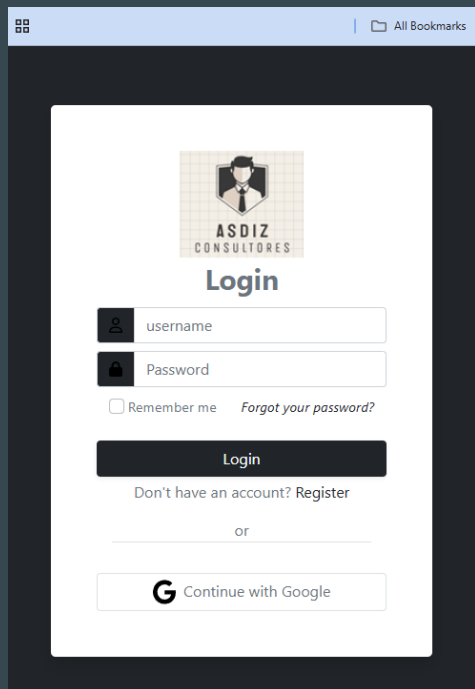 All Bookmarks
ASDIZ
CONSULTORES
Login
username
Password
Remember me Forgot your password?
Login
Don't have an account? Register
or
G Continue with Google